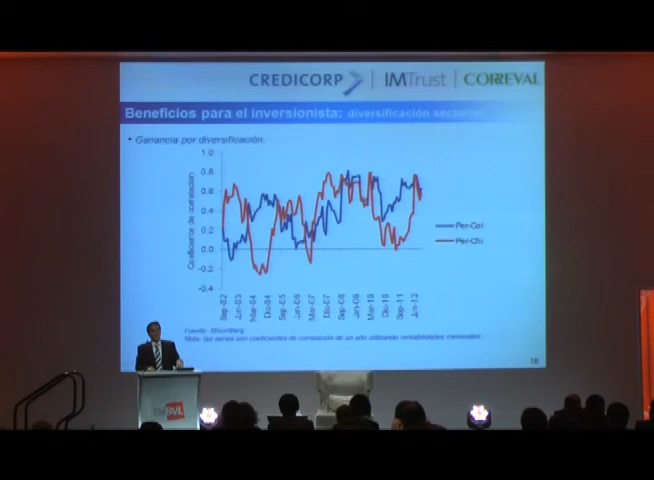 CREDICORP | IMTrust | CORREVAL
Beneficios para el inversionista: diversificación sectorial
• Ganancia por diversificación.
Coeficiente de correlación
1.0
0.8
0.6
0.4
0.2
0.0
-0.2
-0.4
Per-Col
Per-Chi
Sep-02 Jun-03 Mar-04 Dic-04 Sep-05 Jun-06 Mar-07 Dic-07 Sep-08 Jun-09 Mar-10 Dic-10 Sep-11 Jun-12
Fuente: Bloomberg
Nota: las series son coeficientes de correlación de un año utilizando rentabilidades mensuales
16
BVL